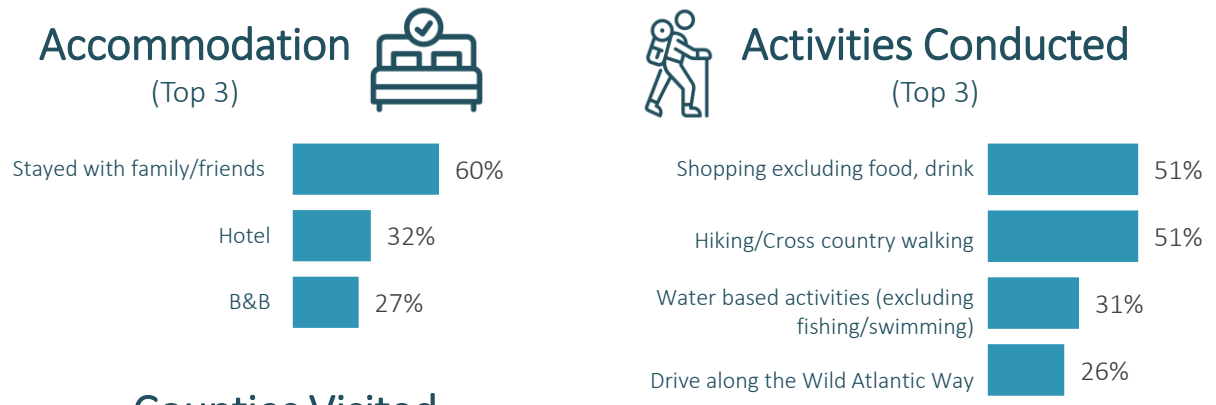 Accommodation
(Top 3)
Stayed with family/friends 60%
Hotel 32%
B&B 27%
Counties Visited
Activities Conducted
(Top 3)
Shopping excluding food, drink 51%
Hiking/Cross country walking 51%
Water based activities (excluding
fishing/swimming) 31%
Drive along the Wild Atlantic Way 26%